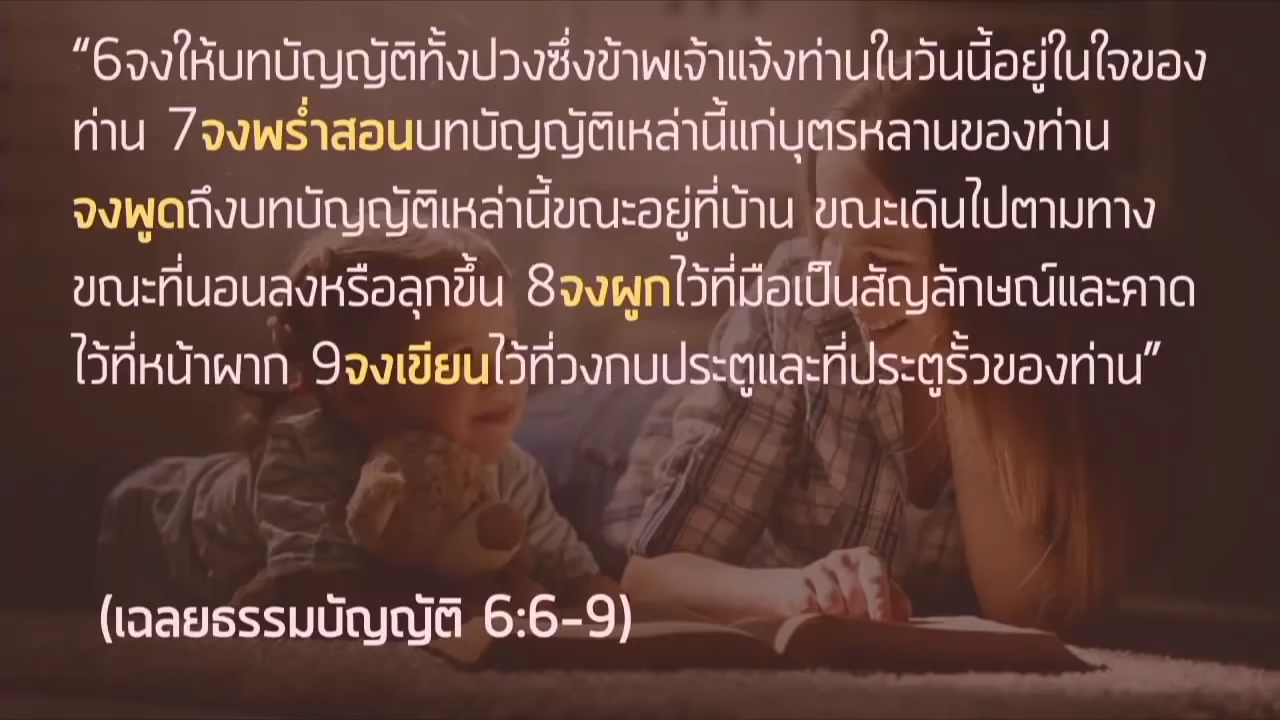 “6จงให้บทบัญญัติทั้งปวงซึ่งข้าพเจ้าแจ้งท่านในวันนี้อยู่ในใจของ
ท่าน 7จงพร่ำสอนบทบัญญัติเหล่านี้แก่บุตรหลานของท่าน
จงพูดถึงบทบัญญัติเหล่านี้ขณะอยู่ที่บ้าน ขณะเดินไปตามทาง
ขณะที่นอนลงหรือลุกขึ้น 8จงผูกไว้ที่มือเป็นสัญลักษณ์และคาด
ไว้ที่หน้าผาก 9จงเขียนไว้ที่วงกบประตูและที่ประตูรั้วของท่าน”
(เฉลยธรรมบัญญัติ 6:6-9)